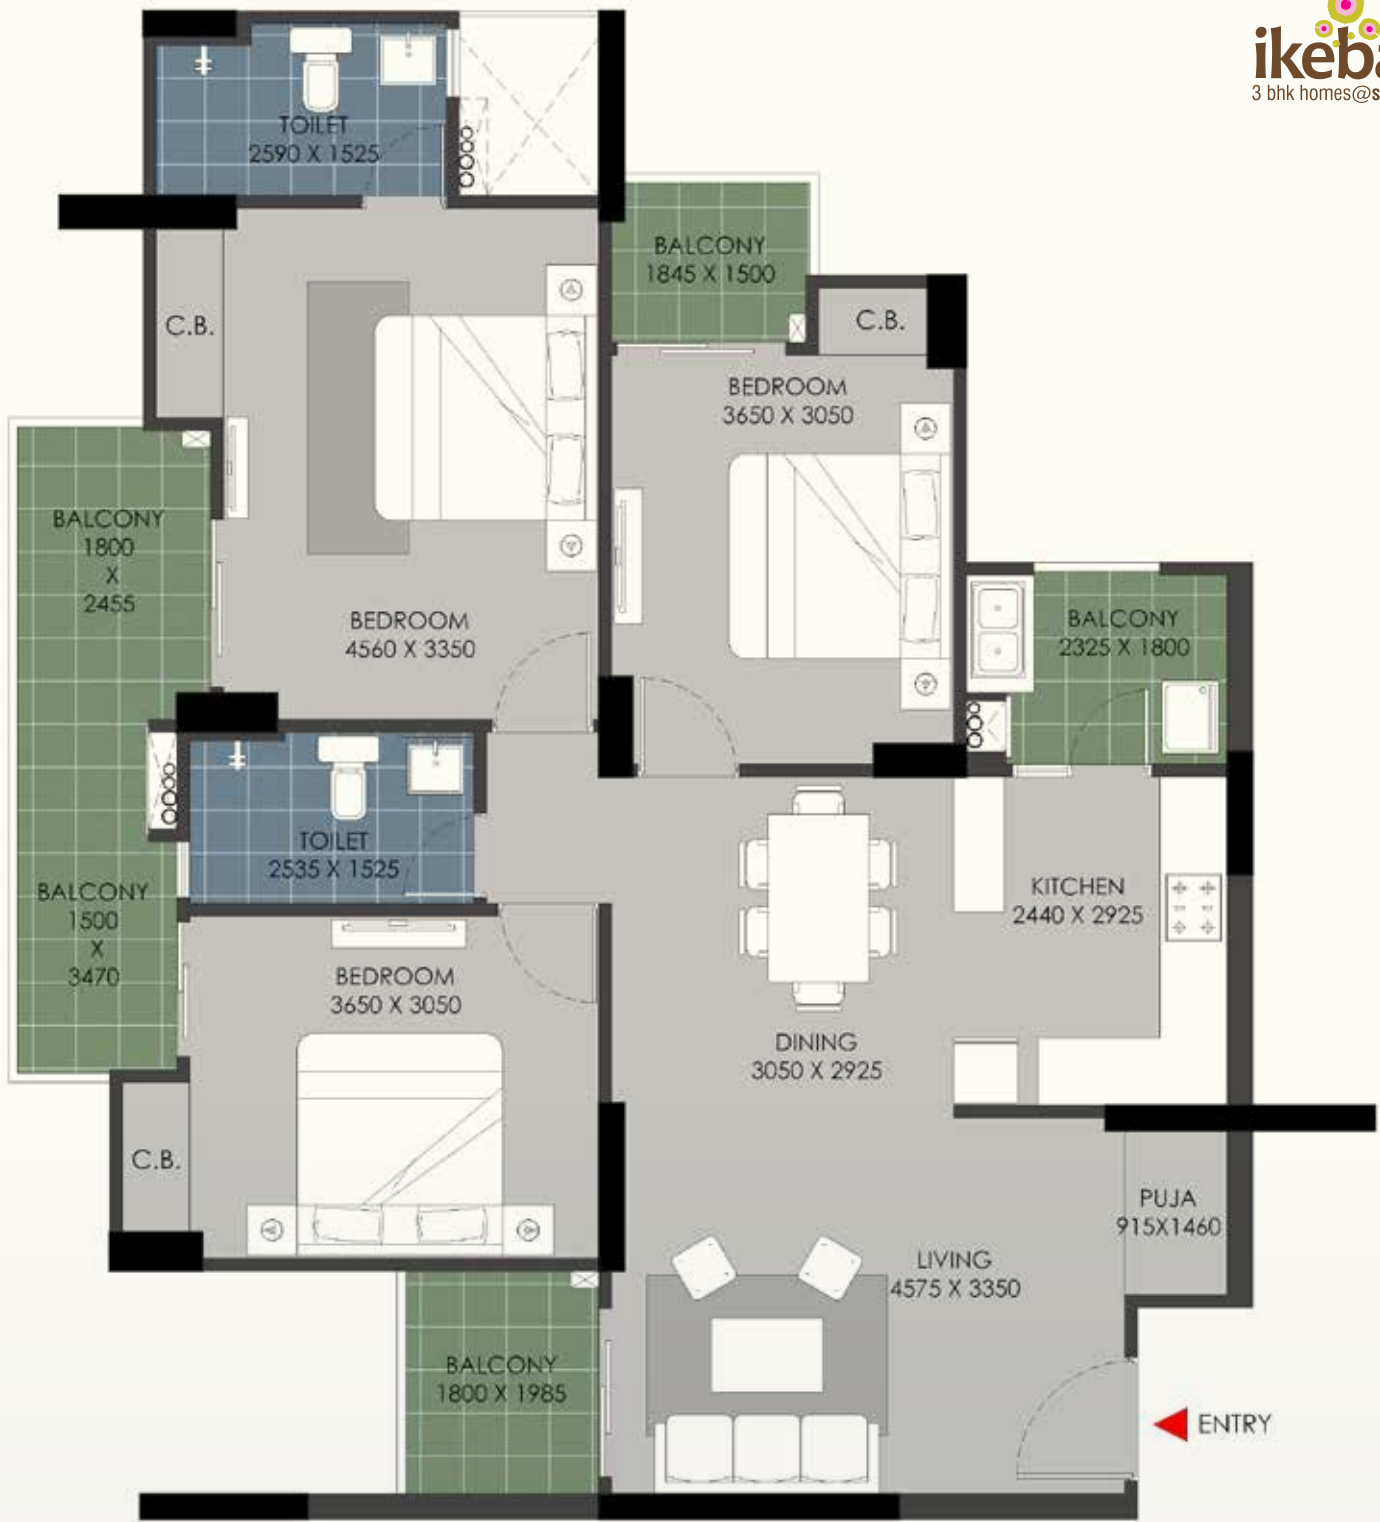 3 bhk homes@s
TOILET
2590 X 1525
BALCONY
1845 X 1500
C.B.
C.B.
BEDROOM
3650 X 3050
BALCONY
1800
X
2455
BEDROOM
4560 X 3350
BALCONY
2325 X 1800
TOILET
2535 X 1525
BALCONY
1500
X
3470
KITCHEN
2440 X 2925
BEDROOM
3650 X 3050
DINING
3050 X 2925
C.B.
PUJA
915X1460
LIVING
4575 X 3350
BALCONY
1800 X 1985
ENTRY